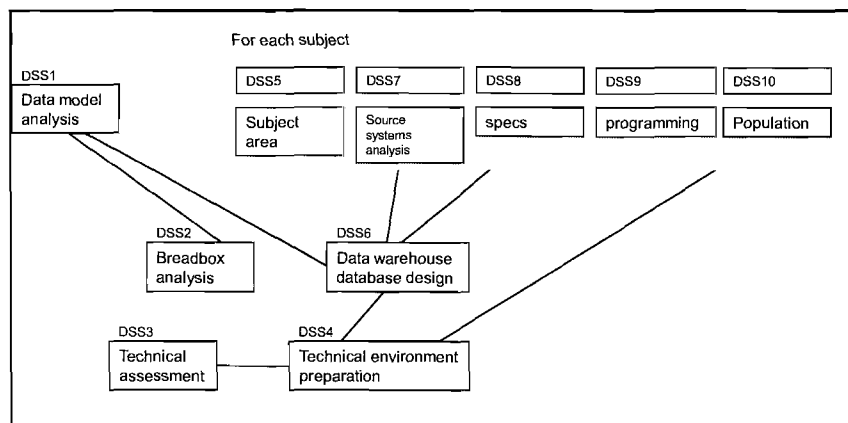 For each subject
DSS1
Data model
analysis
DSS5
DSS7
DSS8
DSS9
DSS10
Subject
area
Source
systems
analysis
specs
programming
Population
DSS2
Breadbox
analysis
DSS6
Data warehouse
database design
DSS3
Technical
assessment
DSS4
Technical environment
preparation